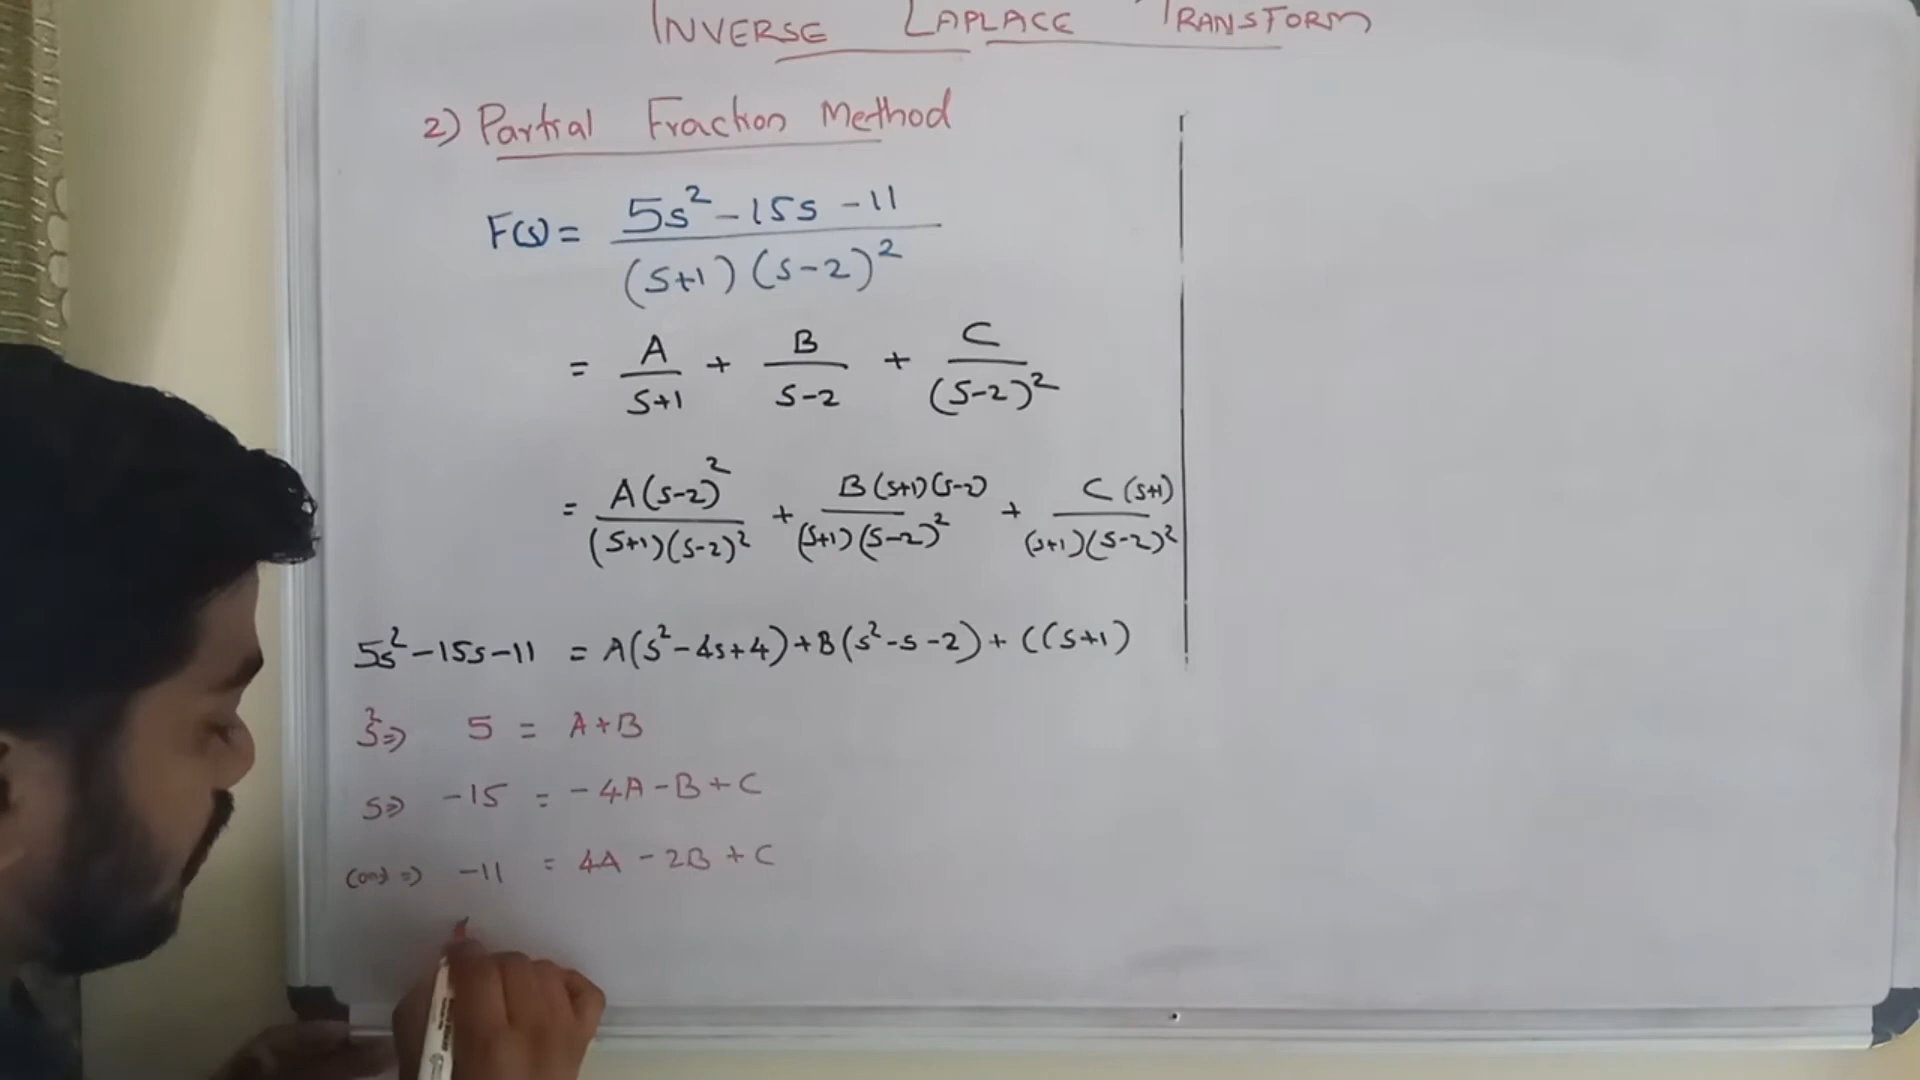 INVERSE LAPLACE TRANSFORM
2) Partial Fraction Method
F(s) = 5s² - 15s - 11 / (s+1) (s-2)²
= A / s+1 + B / s-2 + C / (s-2)²
= A(s-2)² / (s+1)(s-2)² + B(s+1)(s-2) / (s+1)(s-2)² + C(s+1) / (s+1)(s-2)²
5s² - 15s - 11 = A(s² - 4s + 4) + B(s² - s - 2) + C(s+1)
s² ⇒ 5 = A + B
s ⇒ -15 = -4A - B + C
const ⇒ -11 = 4A - 2B + C